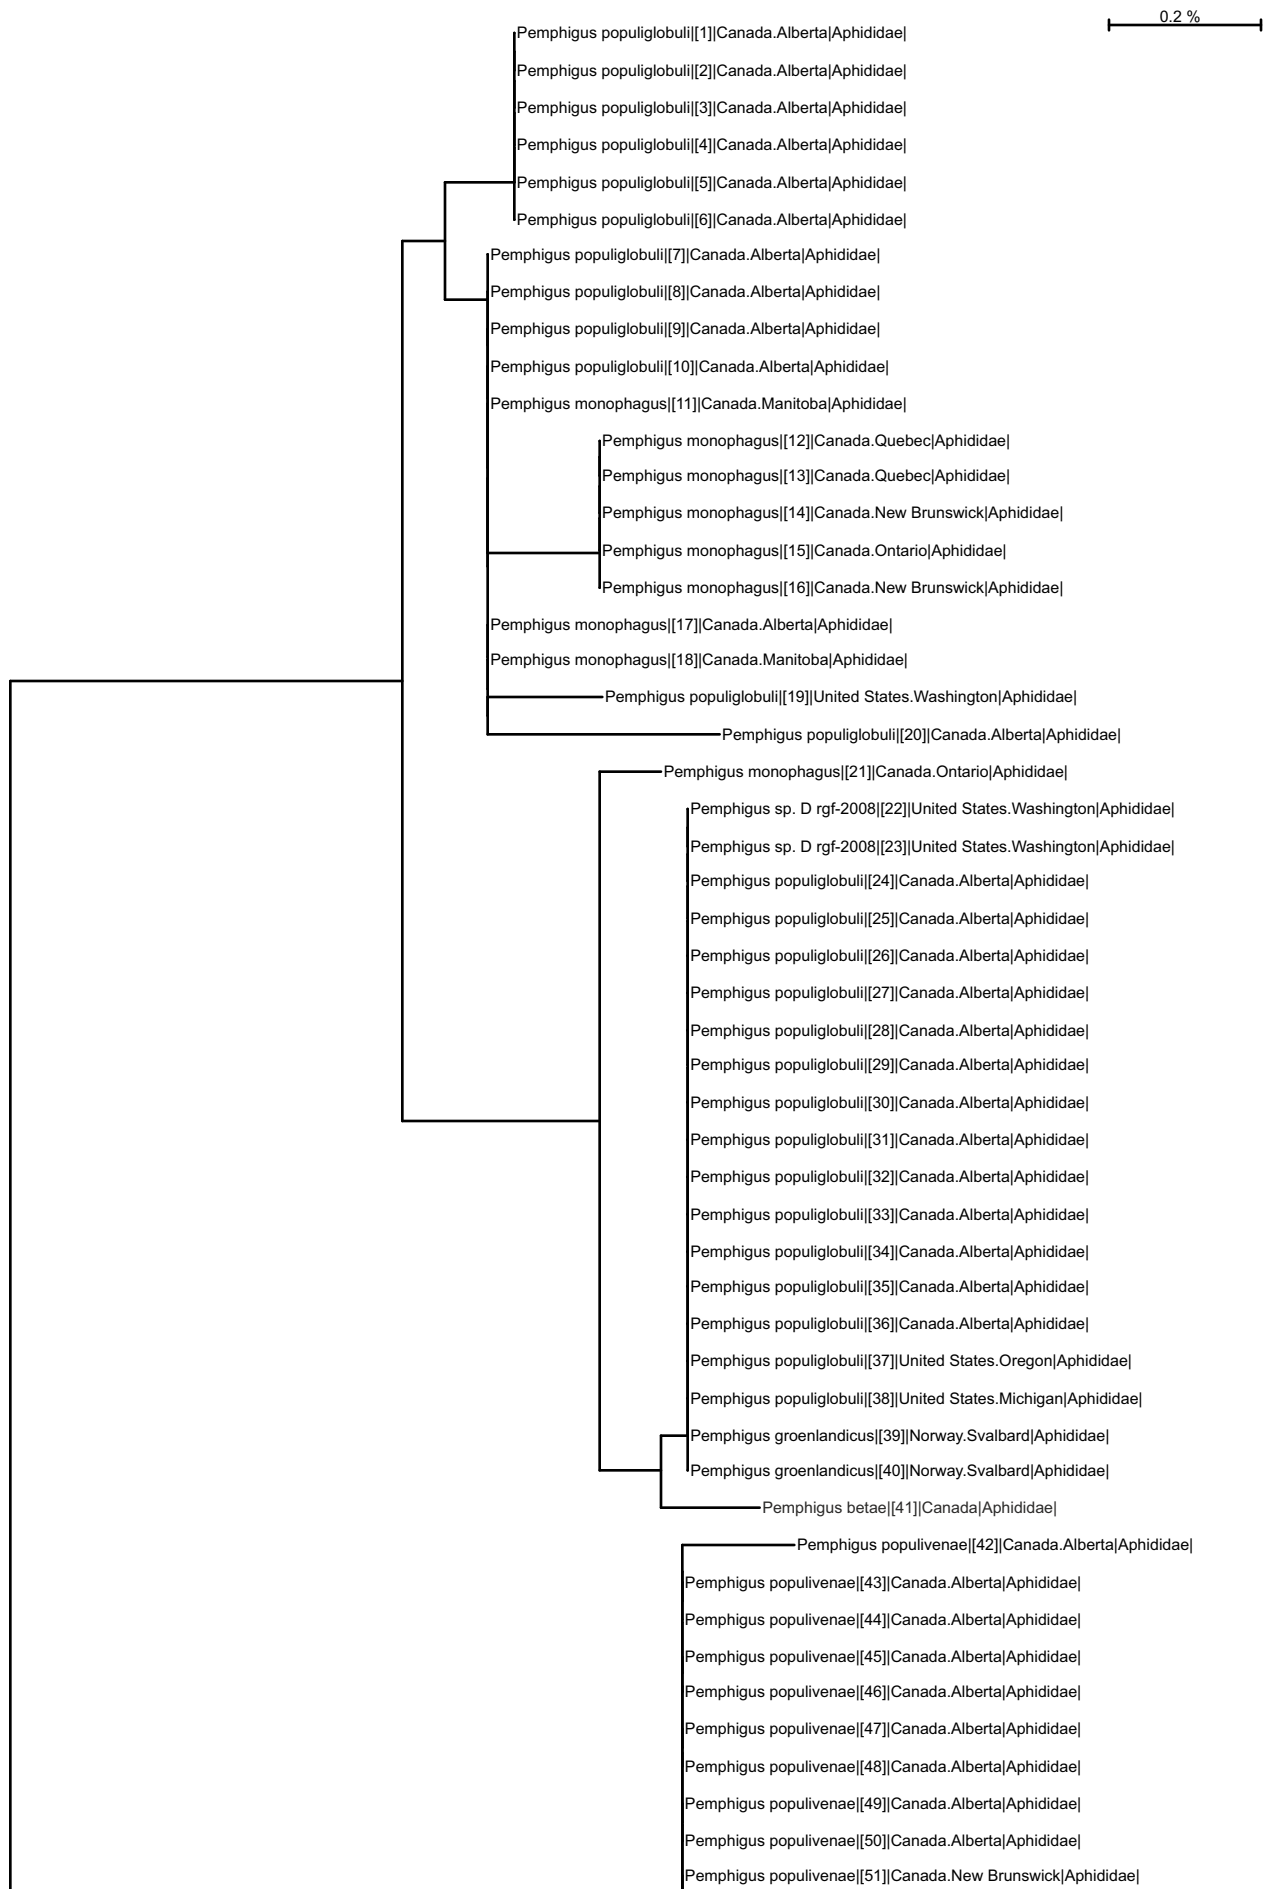 0.2 %
Pemphigus populiglobuli|[1]|Canada.Alberta|Aphididae|
Pemphigus populiglobuli|[2]|Canada.Alberta|Aphididae|
Pemphigus populiglobuli|[3]|Canada.Alberta|Aphididae|
Pemphigus populiglobuli|[4]|Canada.Alberta|Aphididae|
Pemphigus populiglobuli|[5]|Canada.Alberta|Aphididae|
Pemphigus populiglobuli|[6]|Canada.Alberta|Aphididae|
Pemphigus populiglobuli|[7]|Canada.Alberta|Aphididae|
Pemphigus populiglobuli|[8]|Canada.Alberta|Aphididae|
Pemphigus populiglobuli|[9]|Canada.Alberta|Aphididae|
Pemphigus populiglobuli|[10]|Canada.Alberta|Aphididae|
Pemphigus monophagus|[11]|Canada.Manitoba|Aphididae|
Pemphigus monophagus|[12]|Canada.Quebec|Aphididae|
Pemphigus monophagus|[13]|Canada.Quebec|Aphididae|
Pemphigus monophagus|[14]|Canada.New Brunswick|Aphididae|
Pemphigus monophagus|[15]|Canada.Ontario|Aphididae|
Pemphigus monophagus|[16]|Canada.New Brunswick|Aphididae|
Pemphigus monophagus|[17]|Canada.Alberta|Aphididae|
Pemphigus monophagus|[18]|Canada.Manitoba|Aphididae|
Pemphigus populiglobuli|[19]|United States.Washington|Aphididae|
Pemphigus populiglobuli|[20]|Canada.Alberta|Aphididae|
Pemphigus monophagus|[21]|Canada.Ontario|Aphididae|
Pemphigus sp. D rgf-2008|[22]|United States.Washington|Aphididae|
Pemphigus sp. D rgf-2008|[23]|United States.Washington|Aphididae|
Pemphigus populiglobuli|[24]|Canada.Alberta|Aphididae|
Pemphigus populiglobuli|[25]|Canada.Alberta|Aphididae|
Pemphigus populiglobuli|[26]|Canada.Alberta|Aphididae|
Pemphigus populiglobuli|[27]|Canada.Alberta|Aphididae|
Pemphigus populiglobuli|[28]|Canada.Alberta|Aphididae|
Pemphigus populiglobuli|[29]|Canada.Alberta|Aphididae|
Pemphigus populiglobuli|[30]|Canada.Alberta|Aphididae|
Pemphigus populiglobuli|[31]|Canada.Alberta|Aphididae|
Pemphigus populiglobuli|[32]|Canada.Alberta|Aphididae|
Pemphigus populiglobuli|[33]|Canada.Alberta|Aphididae|
Pemphigus populiglobuli|[34]|Canada.Alberta|Aphididae|
Pemphigus populiglobuli|[35]|Canada.Alberta|Aphididae|
Pemphigus populiglobuli|[36]|Canada.Alberta|Aphididae|
Pemphigus populiglobuli|[37]|United States.Oregon|Aphididae|
Pemphigus populiglobuli|[38]|United States.Michigan|Aphididae|
Pemphigus groenlandicus|[39]|Norway.Svalbard|Aphididae|
Pemphigus groenlandicus|[40]|Norway.Svalbard|Aphididae|
Pemphigus betae|[41]|Canada|Aphididae|
Pemphigus populivenae|[42]|Canada.Alberta|Aphididae|
Pemphigus populivenae|[43]|Canada.Alberta|Aphididae|
Pemphigus populivenae|[44]|Canada.Alberta|Aphididae|
Pemphigus populivenae|[45]|Canada.Alberta|Aphididae|
Pemphigus populivenae|[46]|Canada.Alberta|Aphididae|
Pemphigus populivenae|[47]|Canada.Alberta|Aphididae|
Pemphigus populivenae|[48]|Canada.Alberta|Aphididae|
Pemphigus populivenae|[49]|Canada.Alberta|Aphididae|
Pemphigus populivenae|[50]|Canada.Alberta|Aphididae|
Pemphigus populivenae|[51]|Canada.New Brunswick|Aphididae|